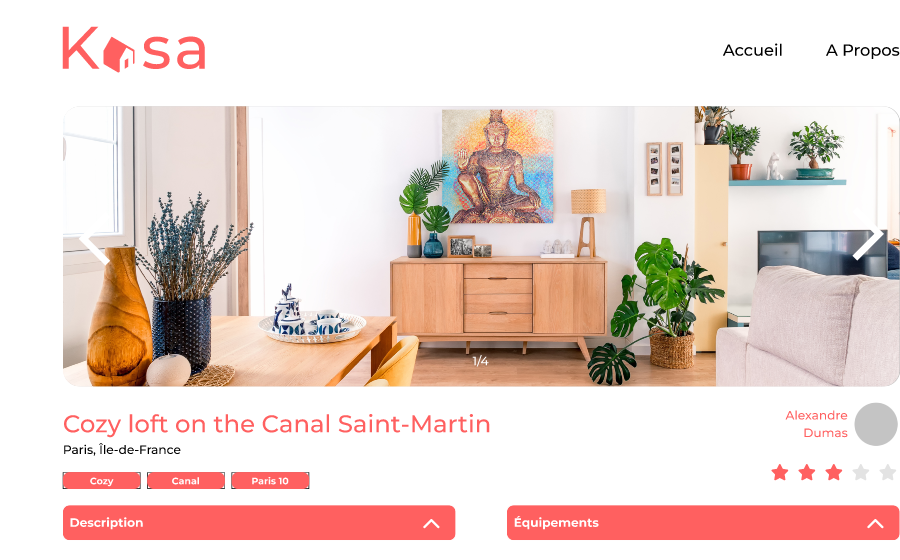 Kasa
Accueil
A Propos
1/4
Cozy loft on the Canal Saint-Martin
Paris, Île-de-France
Alexandre
Dumas
Cozy
Canal
Paris 10
Description
Équipements